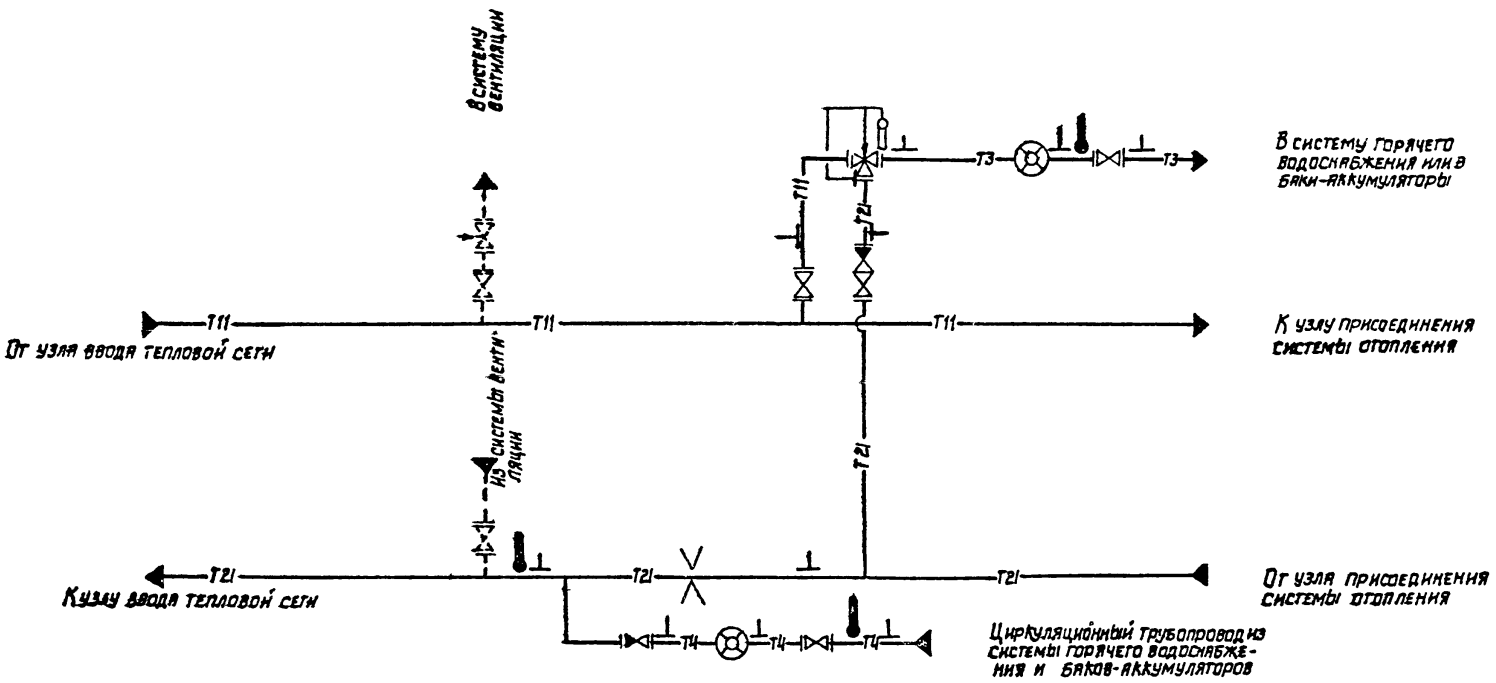 В систему
вентиляции
В систему горячего
водоснабжения или в
баки-аккумуляторы
Т3
Т3
Т11
Т21
Т11
Т11
Т11
От узла ввода тепловой сети
К узлу присоединения
системы отопления
из системы венти-
ляции
Т21
Т21
Т21
Т21
К узлу ввода тепловой сети
От узла присоединения
системы отопления
Т4
Т4
Т4
Циркуляционный трубопровод из
системы горячего водоснабже-
ния и баков-аккумуляторов